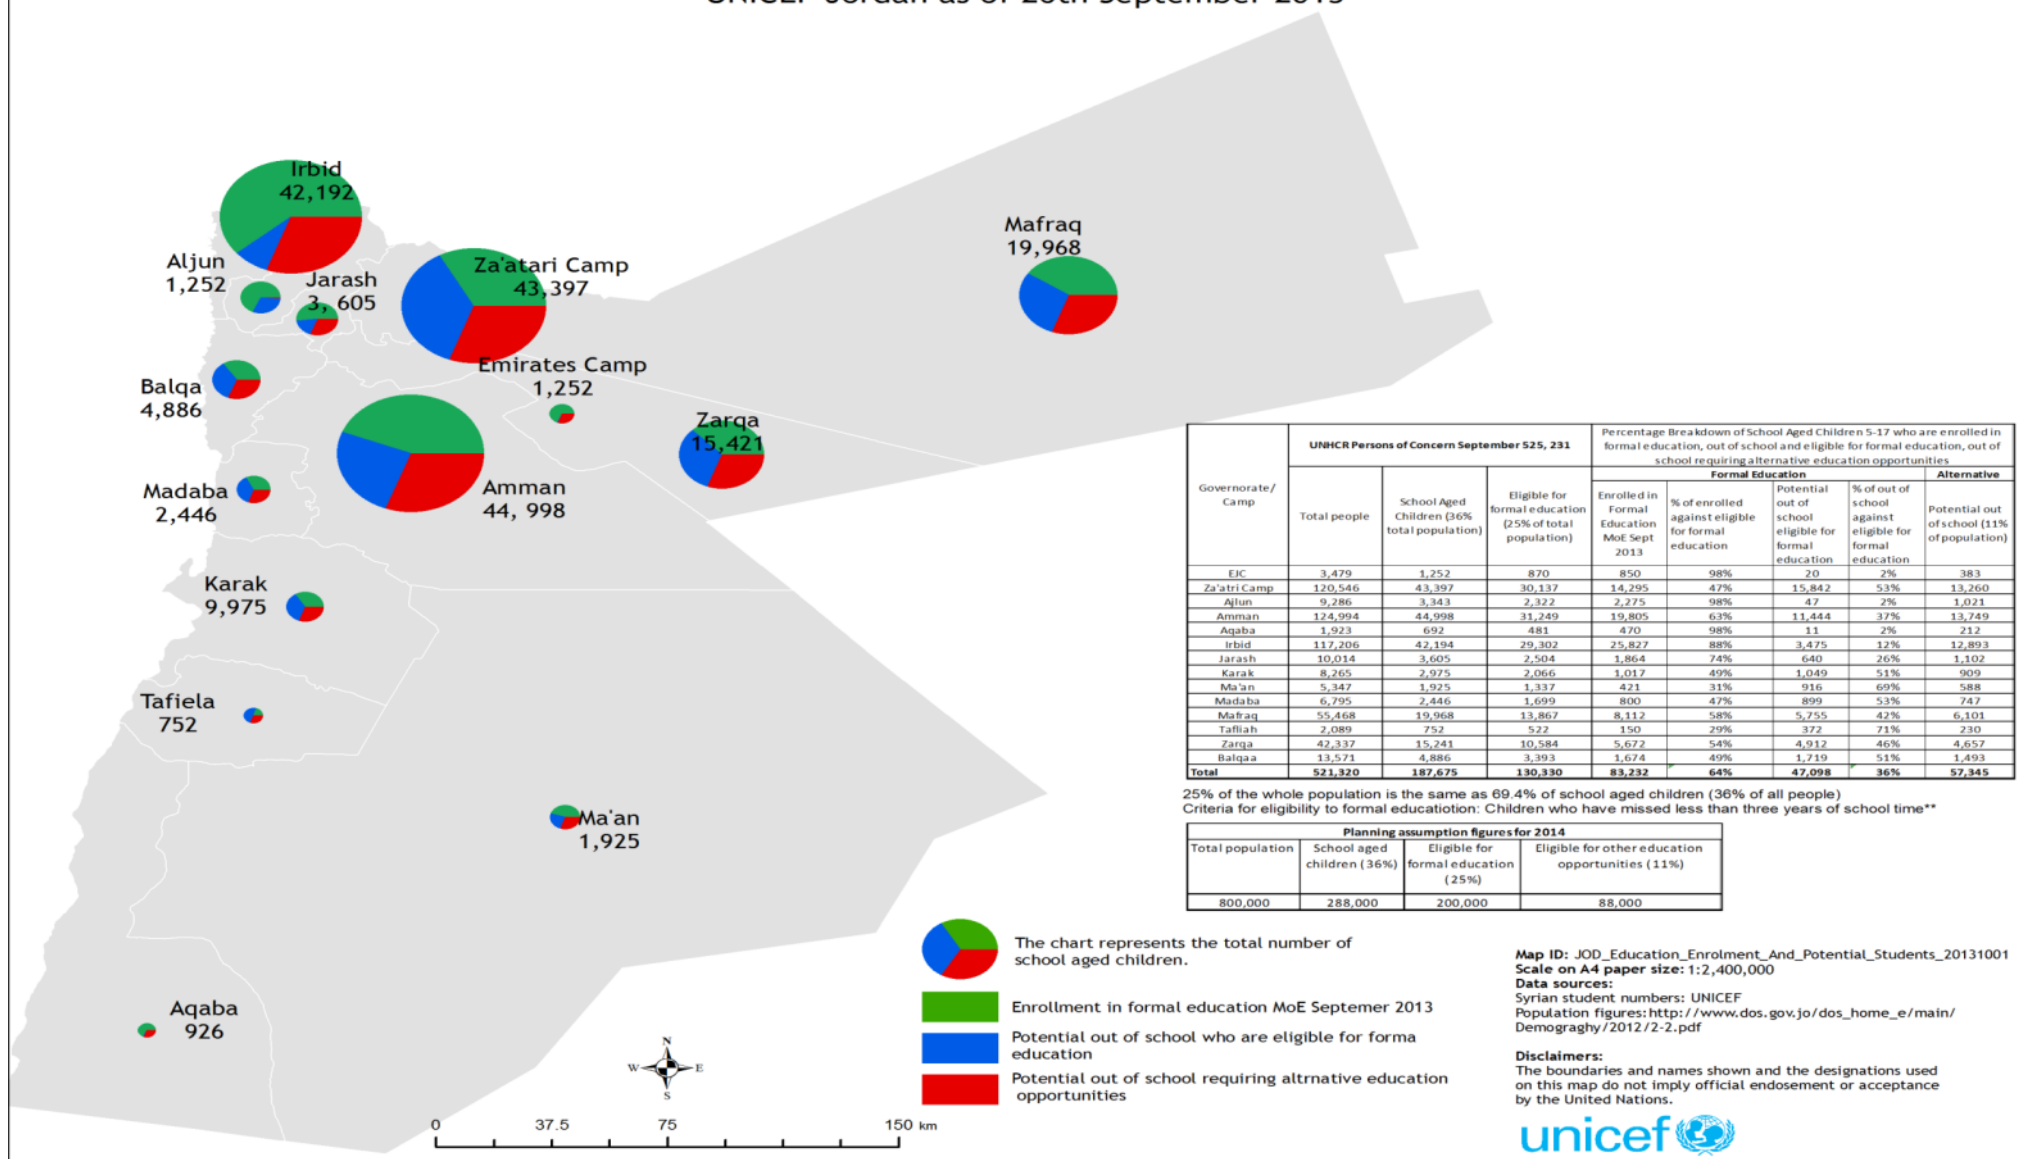 UNICEF Jordan as of 26th September 2013
Irbid
42,192
Aljun
1,252
Jarash
3, 605
Za'atari Camp
43,397
Mafraq
19,968
Balqa
4,886
Emirates Camp
1,252
Zarqa
15,421
Madaba
2,446
Amman
44, 998
Karak
9,975
Tafiela
752
Ma'an
1,925
Aqaba
926
Governorate/ Camp | UNHCR Persons of Concern September 525, 231 | Percentage Breakdown of School Aged Children 5-17 who are enrolled in formal education, out of school and eligible for formal education, out of school requiring alternative education opportunities
Formal Education | Alternative
Total people | School Aged Children (36% total population) | Eligible for formal education (25% of total population) | Enrolled in Formal Education MoE Sept 2013 | % of enrolled against eligible for formal education | Potential out of school eligible for formal education | % of out of school against eligible for formal education | Potential out of school (11% of population)
EJC 3,479 1,252 870 850 98% 20 2% 383
Za'atri Camp 120,546 43,397 30,137 14,295 47% 15,842 53% 13,260
Ajlun 9,286 3,343 2,322 2,275 98% 47 2% 1,021
Amman 124,994 44,998 31,249 19,805 63% 11,444 37% 13,749
Aqaba 1,923 692 481 470 98% 11 2% 212
Irbid 117,206 42,194 29,302 25,827 88% 3,475 12% 12,893
Jarash 10,014 3,605 2,504 1,864 74% 640 26% 1,102
Karak 8,265 2,975 2,066 1,017 49% 1,049 51% 909
Ma'an 5,347 1,925 1,337 421 31% 916 69% 588
Madaba 6,795 2,446 1,699 800 47% 899 53% 747
Mafraq 55,468 19,968 13,867 8,112 58% 5,755 42% 6,101
Tafliah 2,089 752 522 150 29% 372 71% 230
Zarqa 42,337 15,241 10,584 5,672 54% 4,912 46% 4,657
Balqaa 13,571 4,886 3,393 1,674 49% 1,719 51% 1,493
Total 521,320 187,675 130,330 83,232 64% 47,098 36% 57,345
25% of the whole population is the same as 69.4% of school aged children (36% of all people)
Criteria for eligibility to formal educatiotion: Children who have missed less than three years of school time**
Planning assumption figures for 2014
Total population | School aged children (36%) | Eligible for formal education (25%) | Eligible for other education opportunities (11%)
800,000 288,000 200,000 88,000
The chart represents the total number of
school aged children.
Enrollment in formal education MoE Septemer 2013
Potential out of school who are eligible for forma
education
Potential out of school requiring altrnative education
opportunities
N
W E
S
0 37.5 75 150 km
Map ID: JOD_Education_Enrolment_And_Potential_Students_20131001
Scale on A4 paper size: 1:2,400,000
Data sources:
Syrian student numbers: UNICEF
Population figures: http://www.dos.gov.jo/dos_home_e/main/
Demograghy/2012/2-2.pdf
Disclaimers:
The boundaries and names shown and the designations used
on this map do not imply official endosement or acceptance
by the United Nations.
unicef